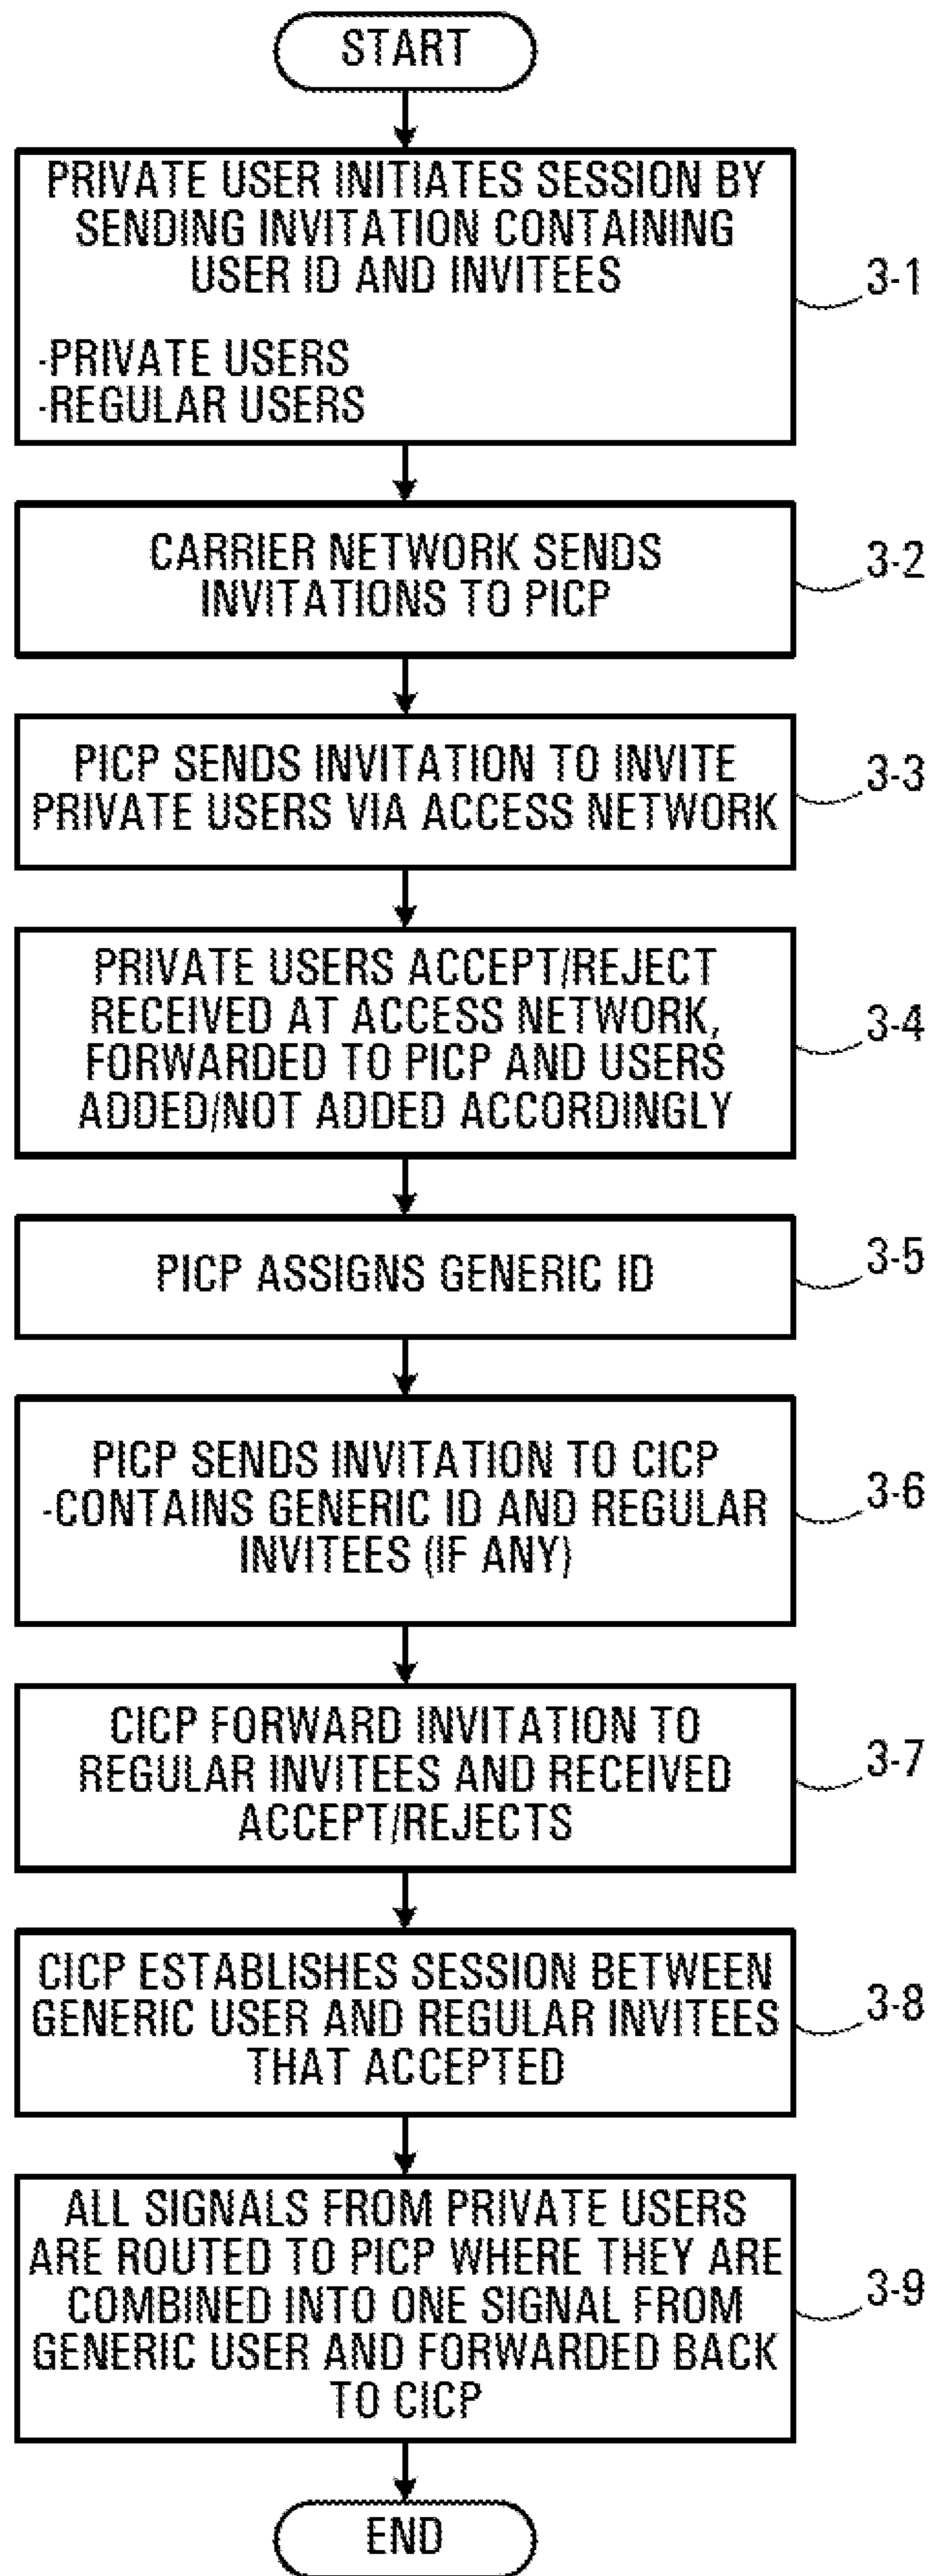 START
PRIVATE USER INITIATES SESSION BY
SENDING INVITATION CONTAINING
USER ID AND INVITEES
-PRIVATE USERS
-REGULAR USERS
3-1
CARRIER NETWORK SENDS
INVITATIONS TO PICP
3-2
PICP SENDS INVITATION TO INVITE
PRIVATE USERS VIA ACCESS NETWORK
3-3
PRIVATE USERS ACCEPT/REJECT
RECEIVED AT ACCESS NETWORK,
FORWARDED TO PICP AND USERS
ADDED/NOT ADDED ACCORDINGLY
3-4
PICP ASSIGNS GENERIC ID
3-5
PICP SENDS INVITATION TO CICP
-CONTAINS GENERIC ID AND REGULAR
INVITEES (IF ANY)
3-6
CICP FORWARD INVITATION TO
REGULAR INVITEES AND RECEIVED
ACCEPT/REJECTS
3-7
CICP ESTABLISHES SESSION BETWEEN
GENERIC USER AND REGULAR INVITEES
THAT ACCEPTED
3-8
ALL SIGNALS FROM PRIVATE USERS
ARE ROUTED TO PICP WHERE THEY ARE
COMBINED INTO ONE SIGNAL FROM
GENERIC USER AND FORWARDED BACK
TO CICP
3-9
END